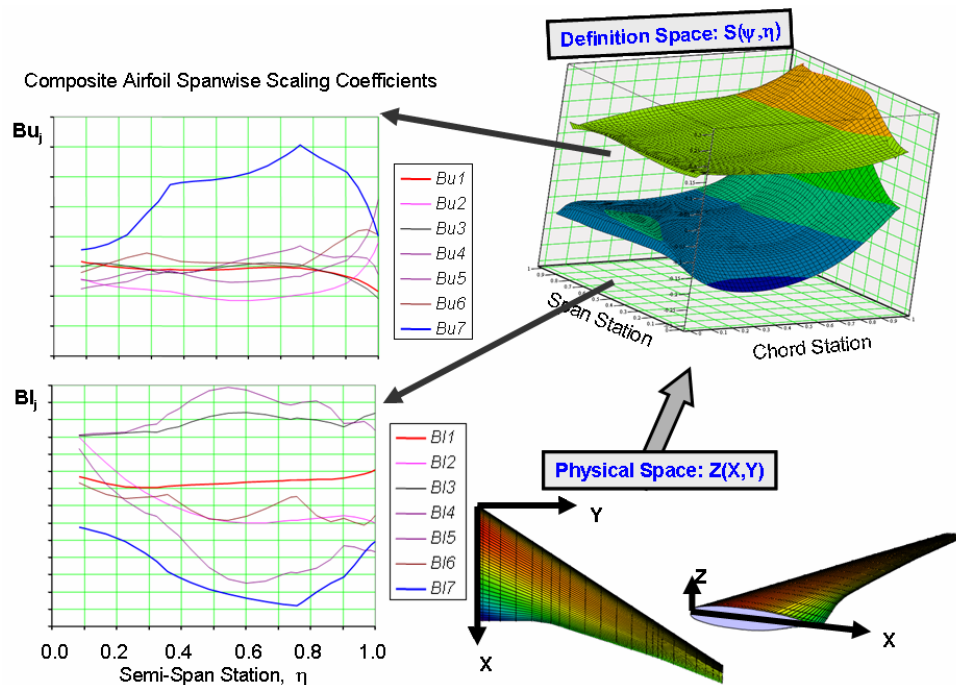 Definition Space: S(ψ,η)
Composite Airfoil Spanwise Scaling Coefficients
Buj
Bu1
Bu2
Bu3
Bu4
Bu5
Bu6
Bu7
Span Station
Chord Station
Blj
Bl1
Bl2
Bl3
Bl4
Bl5
Bl6
Bl7
0.0 0.2 0.4 0.6 0.8 1.0
Semi-Span Station, η
Physical Space: Z(X,Y)
Y
X
Z
X